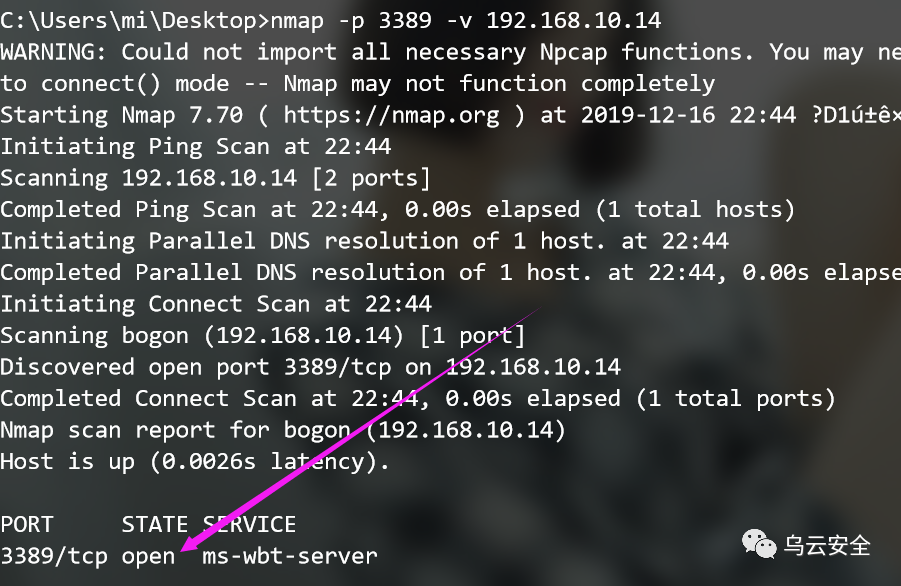 C:\Users\mi\Desktop>nmap -p 3389 -v 192.168.10.14
WARNING: Could not import all necessary Npcap functions. You may ne
to connect() mode -- Nmap may not function completely
Starting Nmap 7.70 ( https://nmap.org ) at 2019-12-16 22:44 ?D1ú±ê×
Initiating Ping Scan at 22:44
Scanning 192.168.10.14 [2 ports]
Completed Ping Scan at 22:44, 0.00s elapsed (1 total hosts)
Initiating Parallel DNS resolution of 1 host. at 22:44
Completed Parallel DNS resolution of 1 host. at 22:44, 0.00s elapse
Initiating Connect Scan at 22:44
Scanning bogon (192.168.10.14) [1 port]
Discovered open port 3389/tcp on 192.168.10.14
Completed Connect Scan at 22:44, 0.00s elapsed (1 total ports)
Nmap scan report for bogon (192.168.10.14)
Host is up (0.0026s latency).
PORT STATE SERVICE
3389/tcp open ms-wbt-server
乌云安全